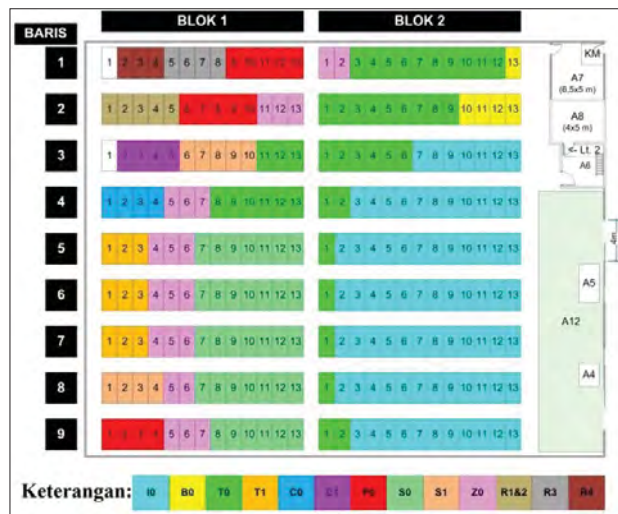 BLOK 1 BLOK 2
BARIS
1 1 2 3 4 5 6 7 8 9 10 11 12 13 1 2 3 4 5 6 7 8 9 10 11 12 13
2 1 2 3 4 5 6 7 8 9 10 11 12 13 1 2 3 4 5 6 7 8 9 10 11 12 13
3 1 2 3 4 5 6 7 8 9 10 11 12 13 1 2 3 4 5 6 7 8 9 10 11 12 13
4 1 2 3 4 5 6 7 8 9 10 11 12 13 1 2 3 4 5 6 7 8 9 10 11 12 13
5 1 2 3 4 5 6 7 8 9 10 11 12 13 1 2 3 4 5 6 7 8 9 10 11 12 13
6 1 2 3 4 5 6 7 8 9 10 11 12 13 1 2 3 4 5 6 7 8 9 10 11 12 13
7 1 2 3 4 5 6 7 8 9 10 11 12 13 1 2 3 4 5 6 7 8 9 10 11 12 13
8 1 2 3 4 5 6 7 8 9 10 11 12 13 1 2 3 4 5 6 7 8 9 10 11 12 13
9 1 2 3 4 5 6 7 8 9 10 11 12 13 1 2 3 4 5 6 7 8 9 10 11 12 13
KM
A7
(6,5x5 m)
A8
(4x5 m)
<- Lt. 2
A6
4m
A5
A12
A4
Keterangan: I0 B0 T0 T1 C0 C1 P0 S0 S1 Z0 R1&2 R3 R4